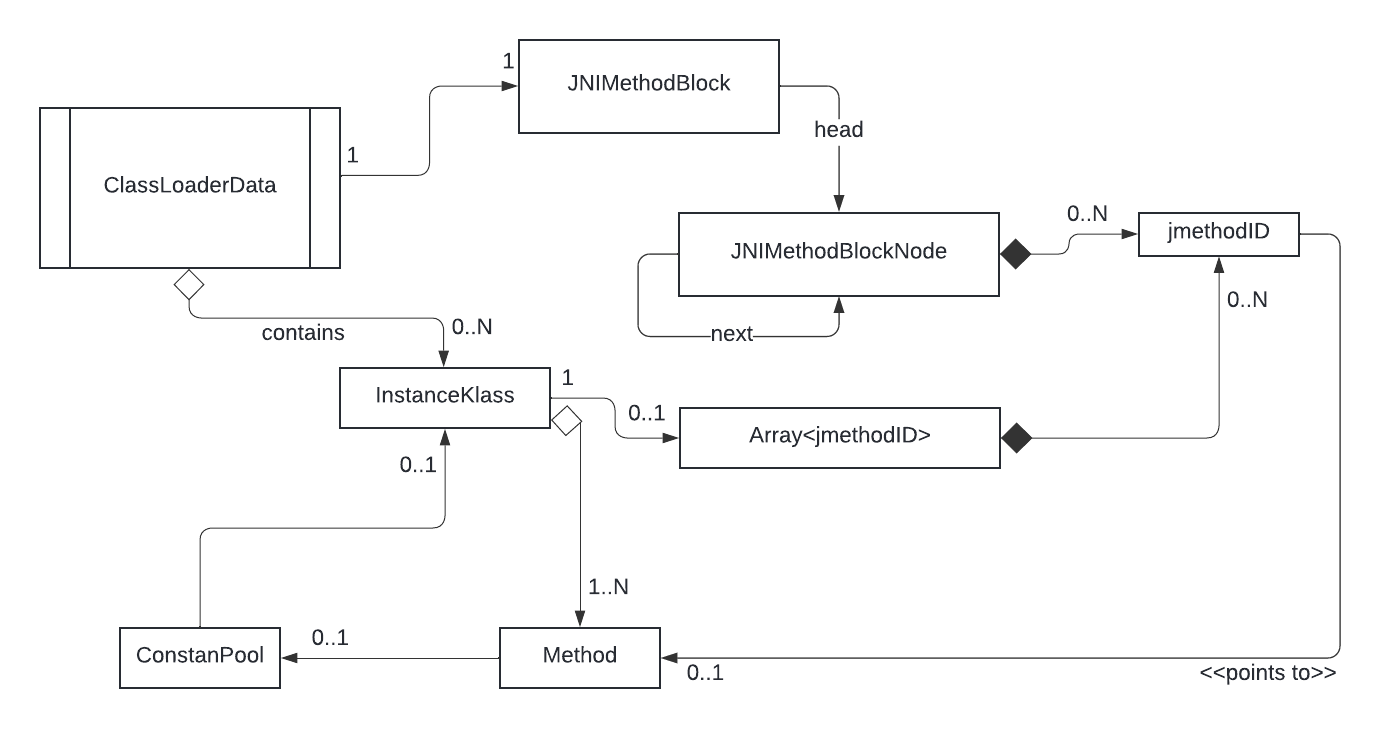 1
JNIMethodBlock
head
1
ClassLoaderData
0..N
jmethodID
JNIMethodBlockNode
0..N
contains
0..N
next
1
InstanceKlass
0..1
Array<jmethodID>
0..1
1..N
0..1
ConstanPool
Method
0..1
<<points to>>